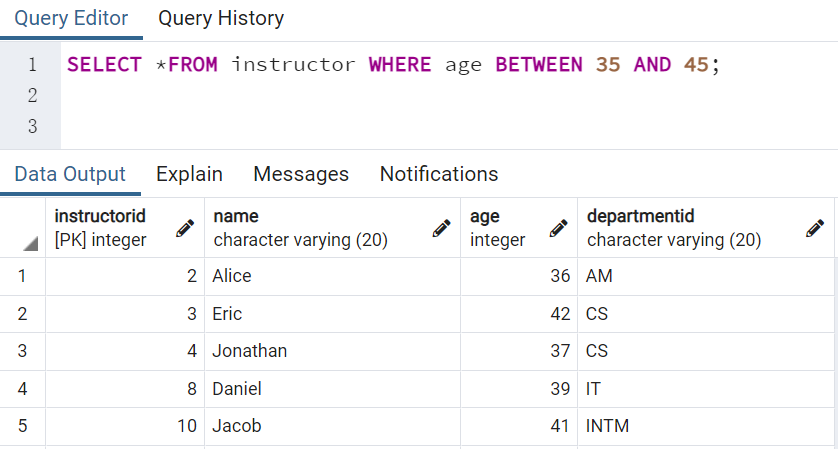 Query Editor Query History
1 SELECT *FROM instructor WHERE age BETWEEN 35 AND 45;
2
3
Data Output Explain Messages Notifications
instructorid name age departmentid
[PK] integer character varying (20) integer character varying (20)
1 2 Alice 36 AM
2 3 Eric 42 CS
3 4 Jonathan 37 CS
4 8 Daniel 39 IT
5 10 Jacob 41 INTM